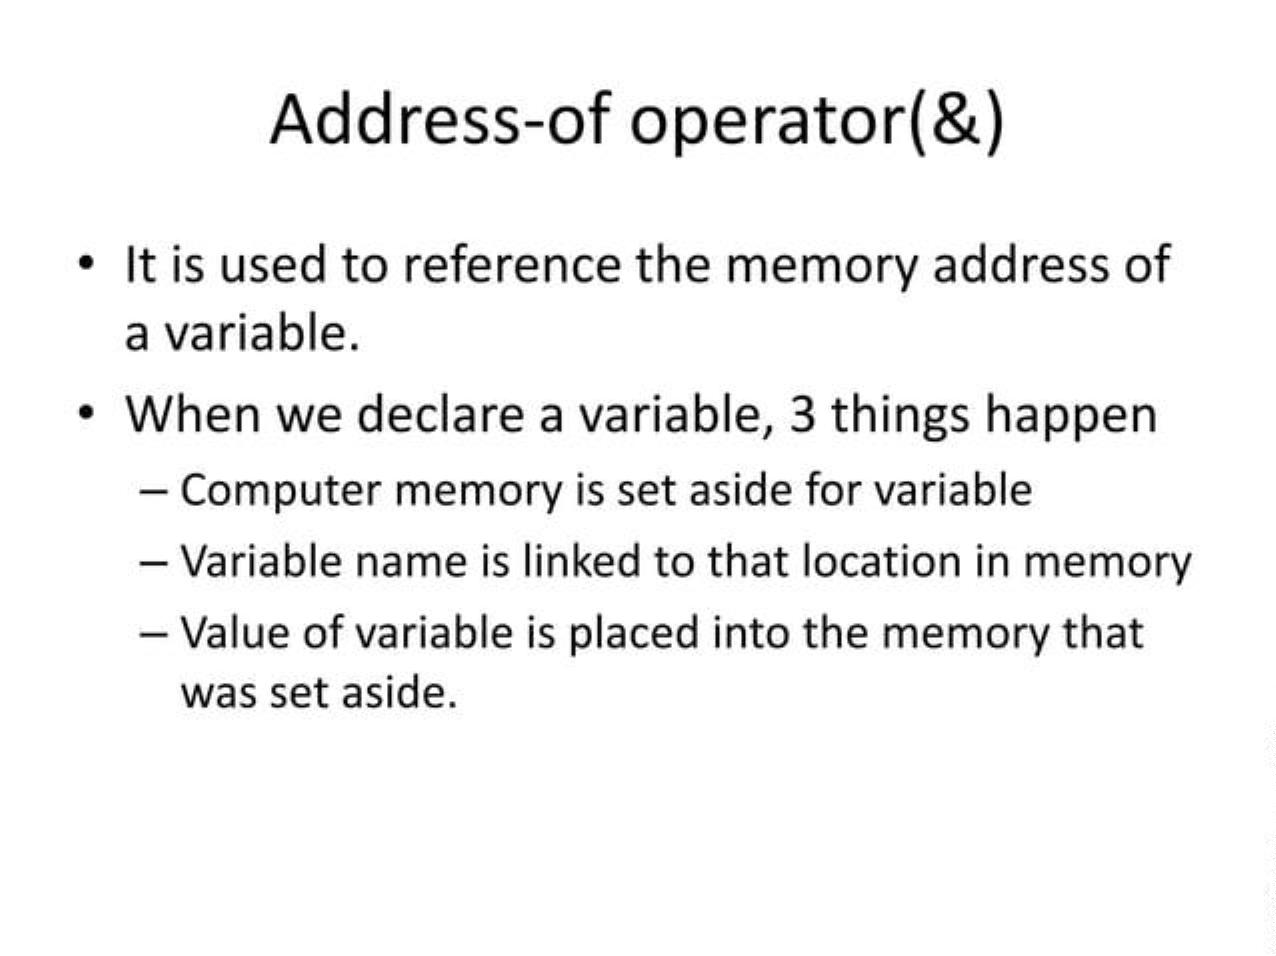 Address-of operator(&)
• It is used to reference the memory address of
a variable.
• When we declare a variable, 3 things happen
– Computer memory is set aside for variable
– Variable name is linked to that location in memory
– Value of variable is placed into the memory that
was set aside.